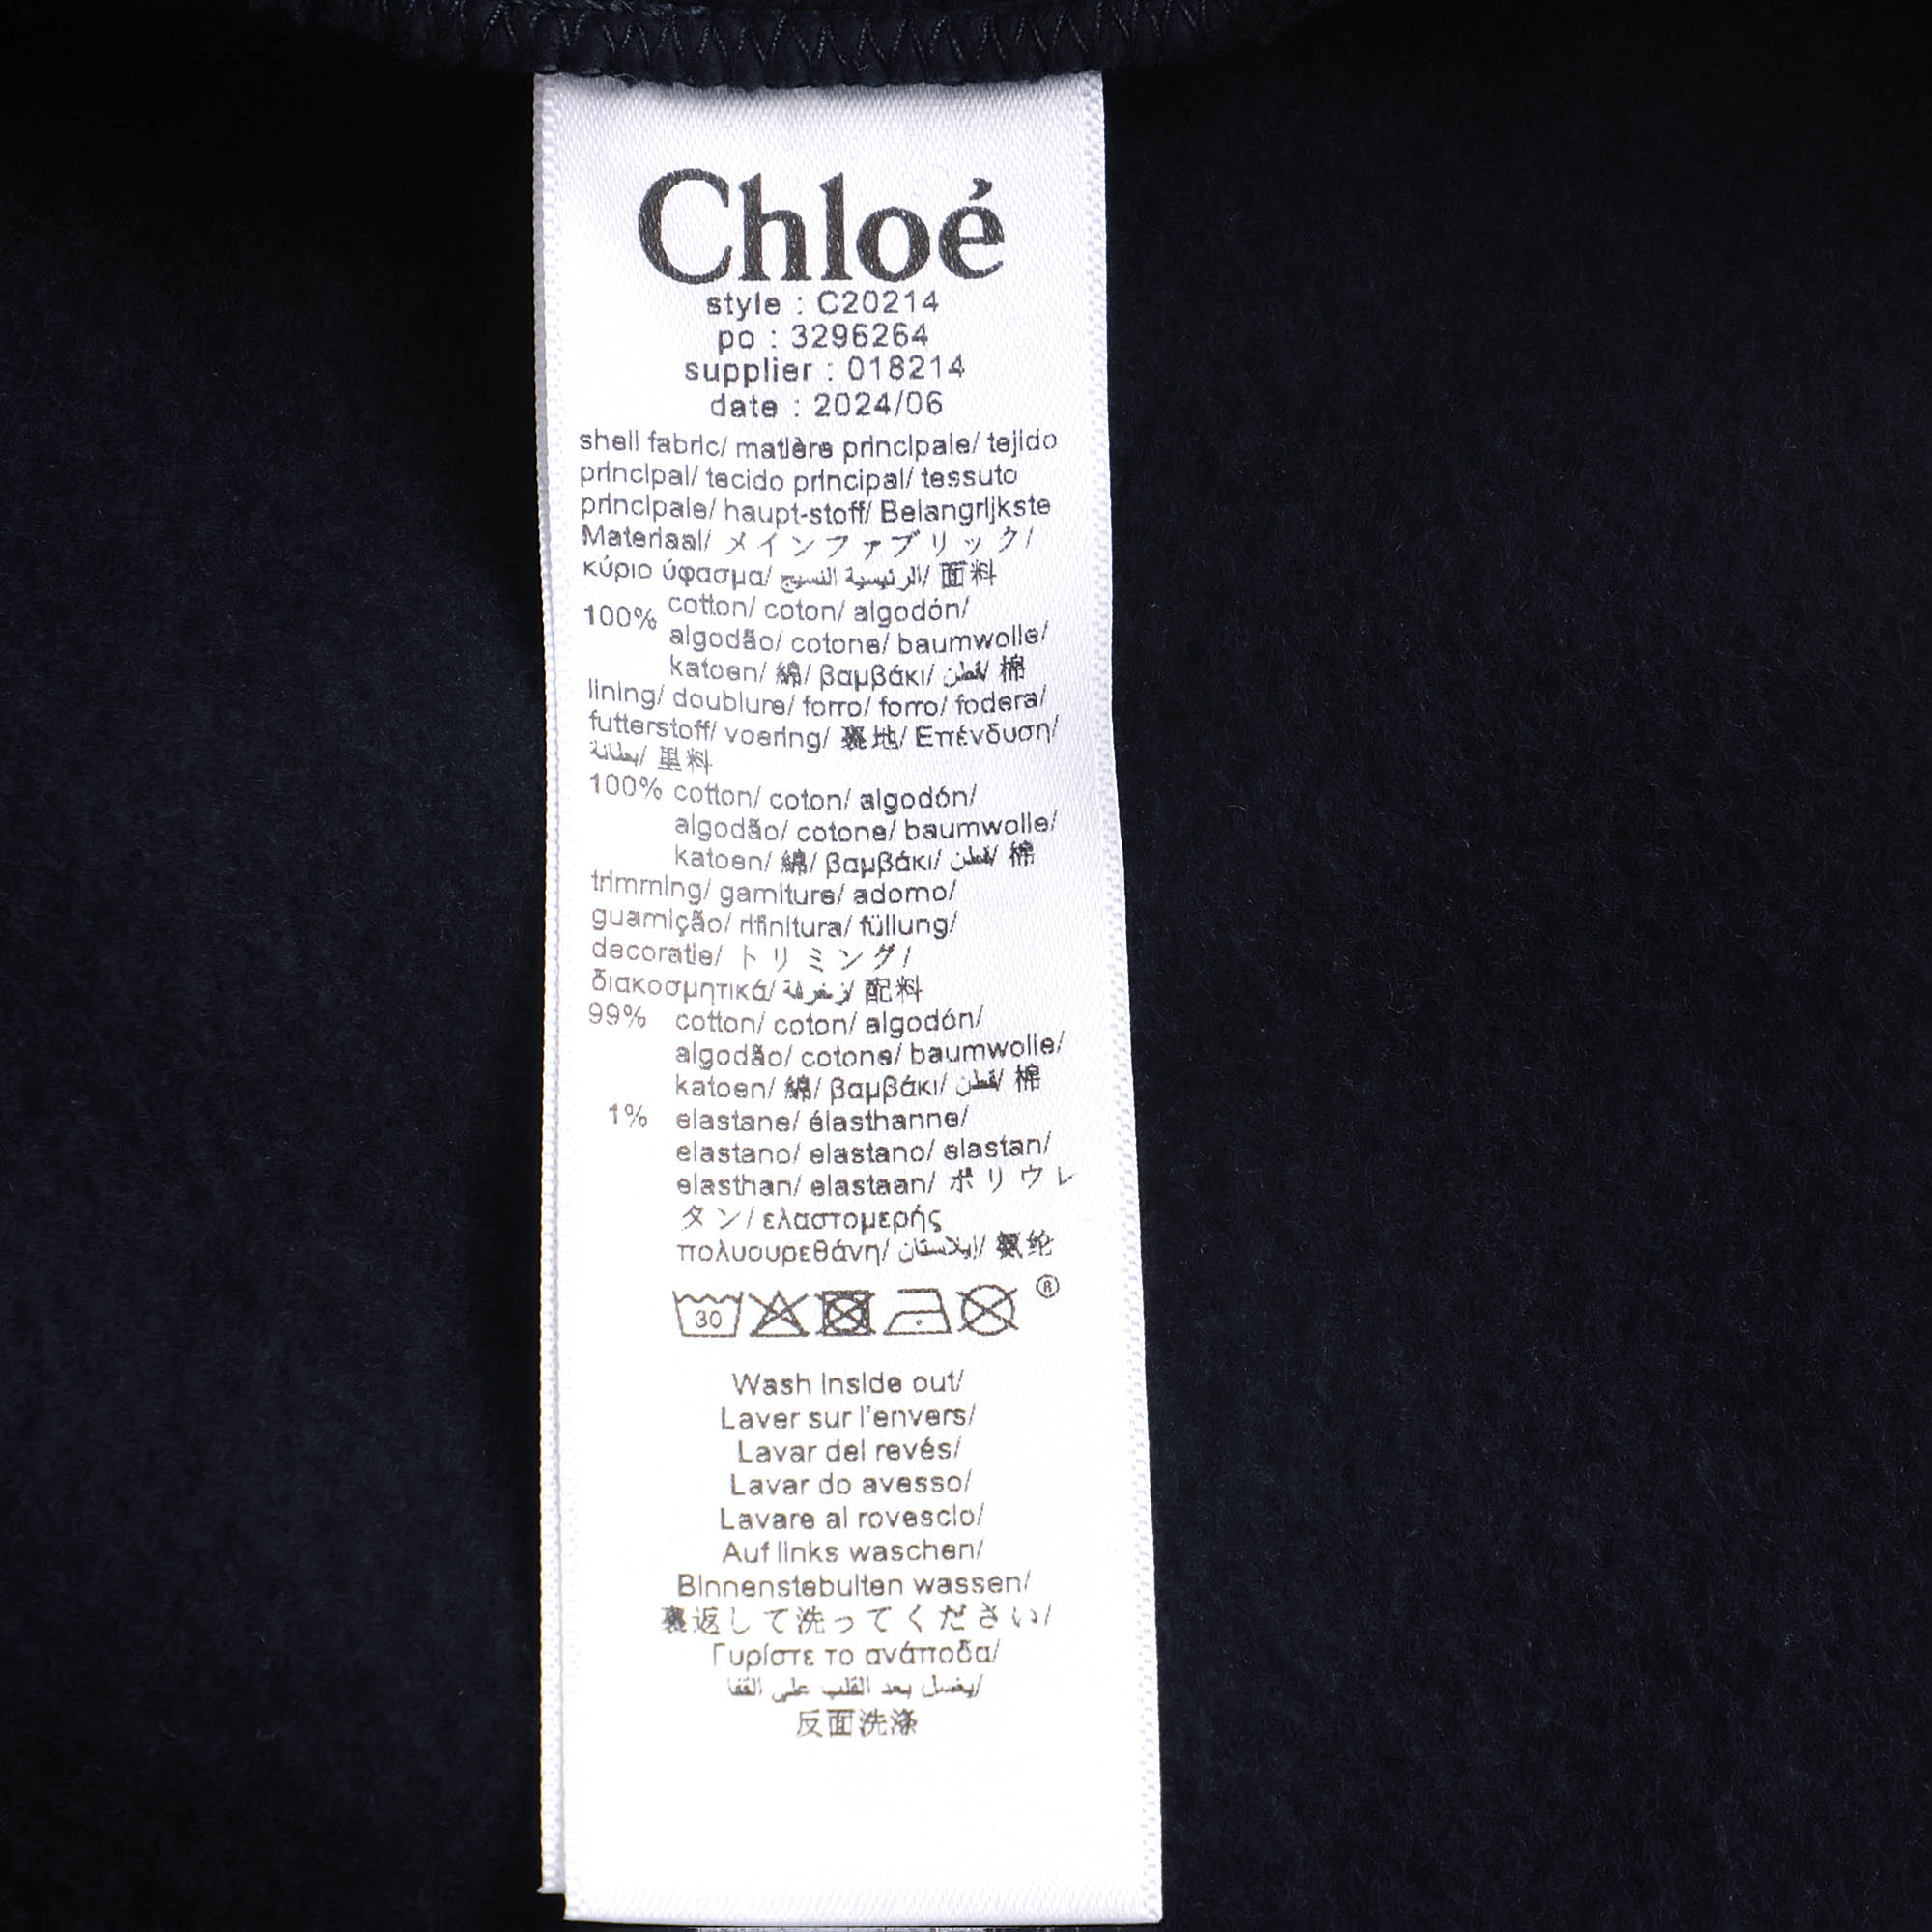 Chloé
style : C20214
po : 3296264
supplier : 018214
date : 2024/06
shell fabric/ matière principale/ tejido
principal/ tecido principal/ tessuto
principale/ haupt-stoff/ Belangrijkste
Materiaal/ メインファブリック/
κύριο ύφασμα/ الرئيسية النسيج/ 面料
100% cotton/ coton/ algodón/
algodão/ cotone/ baumwolle/
katoen/ 綿/ βαμβάκι/ قطن/ 棉
lining/ doublure/ forro/ forro/ fodera/
futterstoff/ voering/ 裏地/ Επένδυση/
بطانة/ 里料
100% cotton/ coton/ algodón/
algodão/ cotone/ baumwolle/
katoen/ 綿/ βαμβάκι/ قطن/ 棉
trimming/ garniture/ adorno/
guarnição/ rifinitura/ füllung/
decoratie/ トリミング/
διακοσμητικά/ زخرفة/ 配料
99% cotton/ coton/ algodón/
algodão/ cotone/ baumwolle/
katoen/ 綿/ βαμβάκι/ قطن/ 棉
1% elastane/ élasthanne/
elastano/ elastano/ elastan/
elasthan/ elastaan/ ポリウレ
タン/ ελαστομερής
πολυουρεθάνη/ إيلاستان/ 氨纶
30 ®
Wash inside out/
Laver sur l'envers/
Lavar del revés/
Lavar do avesso/
Lavare al rovescio/
Auf links waschen/
Binnenstebuiten wassen/
裏返して洗ってください/
Γυρίστε το ανάποδα/
يغسل بعد القلب على القفا/
反面洗涤